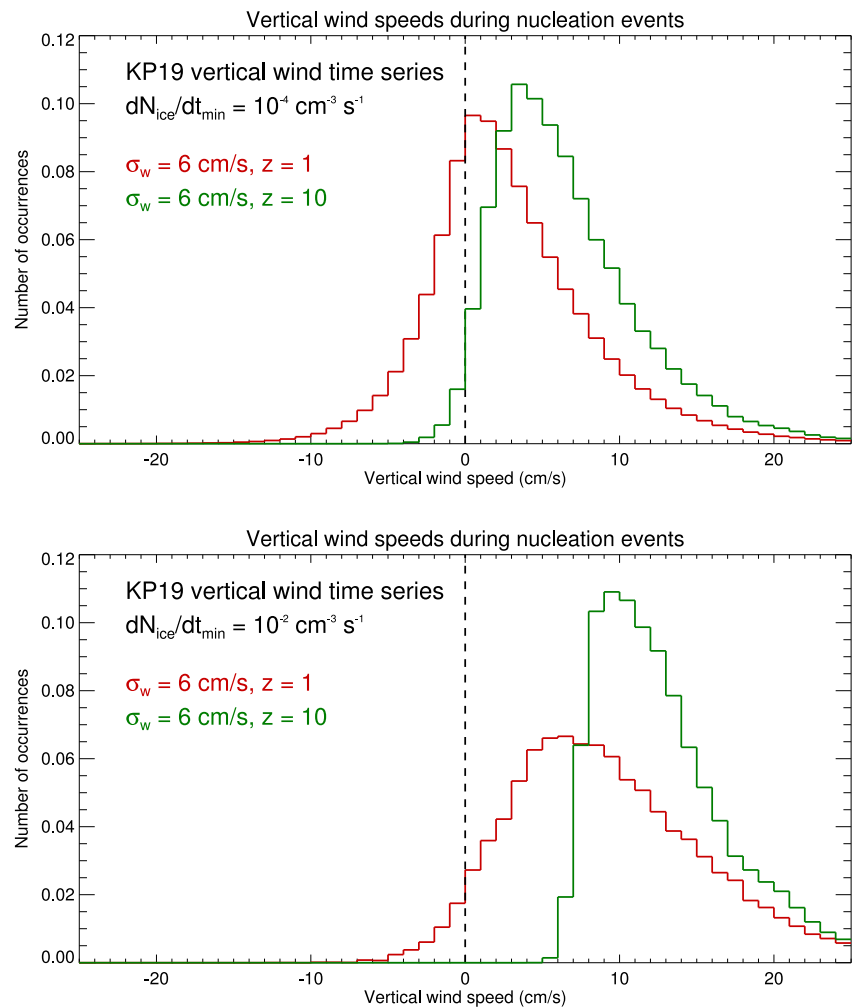 Vertical wind speeds during nucleation events
0.12
KP19 vertical wind time series
0.10
dN_ice/dt_min = 10⁻⁴ cm⁻³ s⁻¹
0.08
σ_w = 6 cm/s, z = 1
σ_w = 6 cm/s, z = 10
Number of occurrences
0.06
0.04
0.02
0.00
-20 -10 0 10 20
Vertical wind speed (cm/s)
Vertical wind speeds during nucleation events
0.12
KP19 vertical wind time series
0.10
dN_ice/dt_min = 10⁻² cm⁻³ s⁻¹
0.08
σ_w = 6 cm/s, z = 1
σ_w = 6 cm/s, z = 10
Number of occurrences
0.06
0.04
0.02
0.00
-20 -10 0 10 20
Vertical wind speed (cm/s)